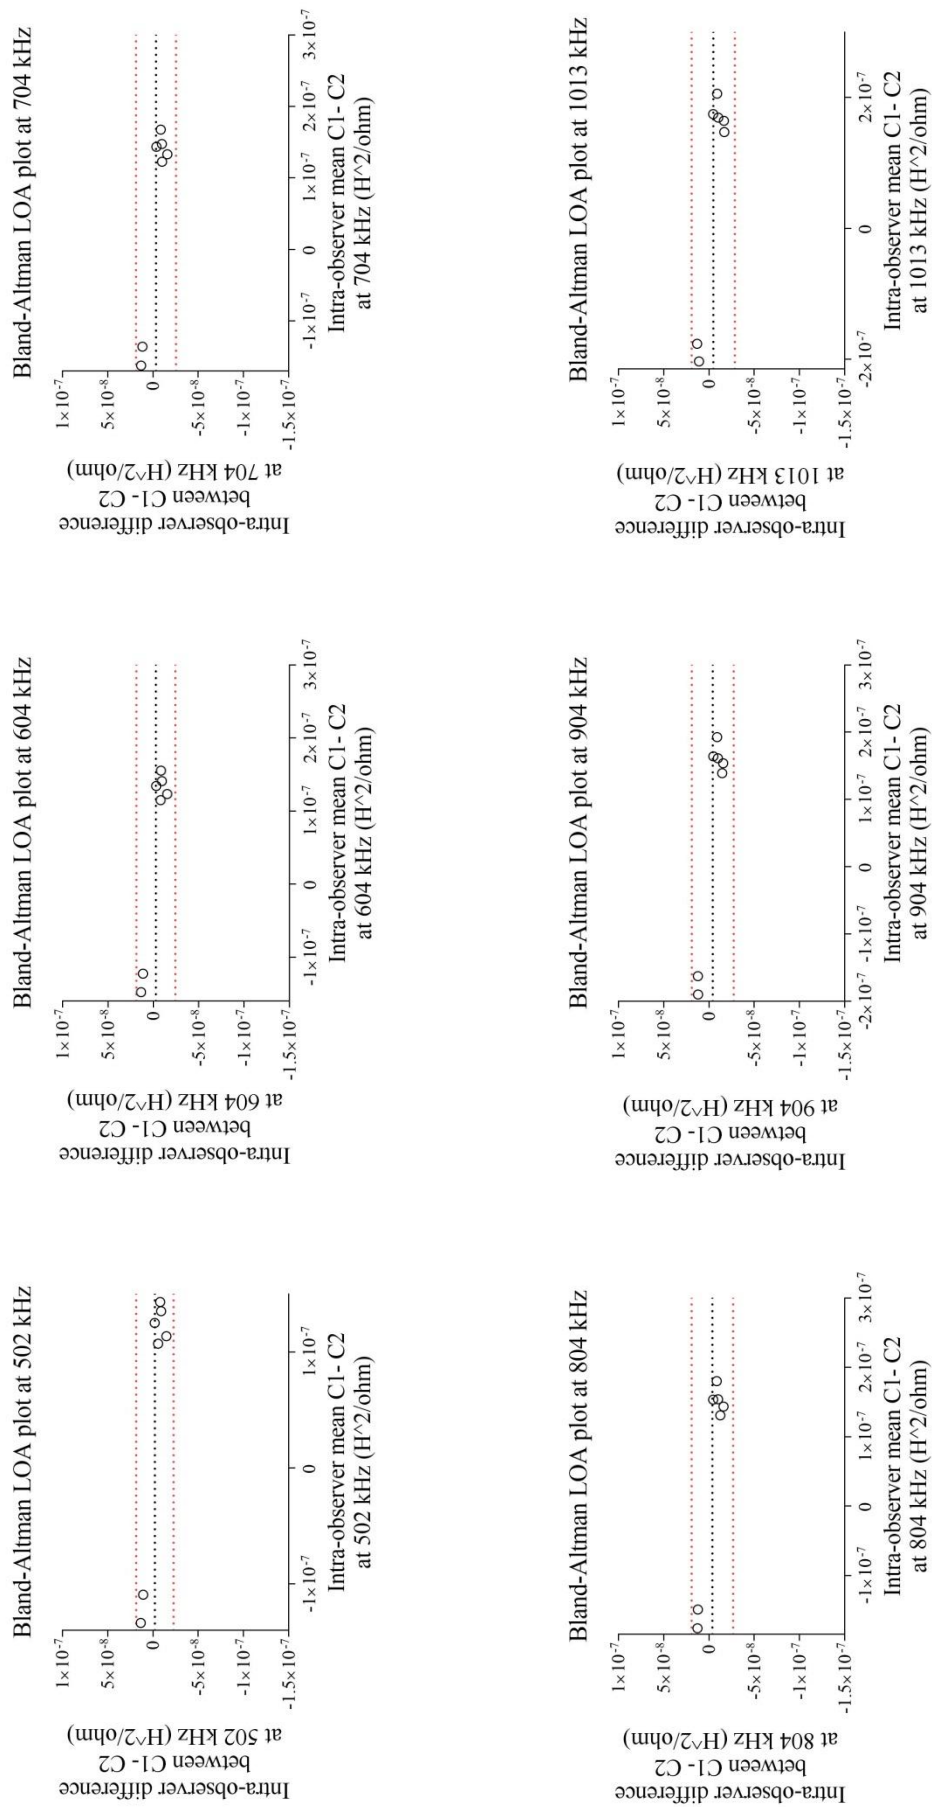 Bland-Altman LOA plot at 502 kHz
Intra-observer difference
between C1- C2
at 502 kHz (H^2/ohm)
1×10-7
5×10-8
0
-5×10-8
-1×10-7
-1.5×10-7
-1×10-7
0
1×10-7
Intra-observer mean C1- C2
at 502 kHz (H^2/ohm)
Bland-Altman LOA plot at 604 kHz
Intra-observer difference
between C1- C2
at 604 kHz (H^2/ohm)
1×10-7
5×10-8
0
-5×10-8
-1×10-7
-1.5×10-7
-1×10-7
0
1×10-7
2×10-7
3×10-7
Intra-observer mean C1- C2
at 604 kHz (H^2/ohm)
Bland-Altman LOA plot at 704 kHz
Intra-observer difference
between C1- C2
at 704 kHz (H^2/ohm)
1×10-7
5×10-8
0
-5×10-8
-1×10-7
-1.5×10-7
-1×10-7
0
1×10-7
2×10-7
3×10-7
Intra-observer mean C1- C2
at 704 kHz (H^2/ohm)
Bland-Altman LOA plot at 804 kHz
Intra-observer difference
between C1- C2
at 804 kHz (H^2/ohm)
1×10-7
5×10-8
0
-5×10-8
-1×10-7
-1.5×10-7
-1×10-7
0
1×10-7
2×10-7
3×10-7
Intra-observer mean C1- C2
at 804 kHz (H^2/ohm)
Bland-Altman LOA plot at 904 kHz
Intra-observer difference
between C1- C2
at 904 kHz (H^2/ohm)
1×10-7
5×10-8
0
-5×10-8
-1×10-7
-1.5×10-7
-2×10-7
-1×10-7
0
1×10-7
2×10-7
3×10-7
Intra-observer mean C1- C2
at 904 kHz (H^2/ohm)
Bland-Altman LOA plot at 1013 kHz
Intra-observer difference
between C1- C2
at 1013 kHz (H^2/ohm)
1×10-7
5×10-8
0
-5×10-8
-1×10-7
-1.5×10-7
-2×10-7
0
2×10-7
Intra-observer mean C1- C2
at 1013 kHz (H^2/ohm)